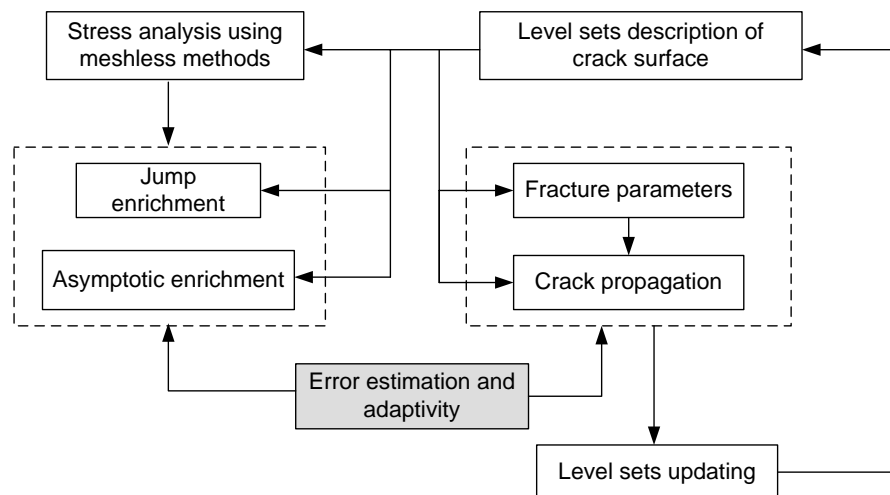 Stress analysis using
meshless methods
Level sets description of
crack surface
Jump
enrichment
Asymptotic enrichment
Fracture parameters
Crack propagation
Error estimation and
adaptivity
Level sets updating